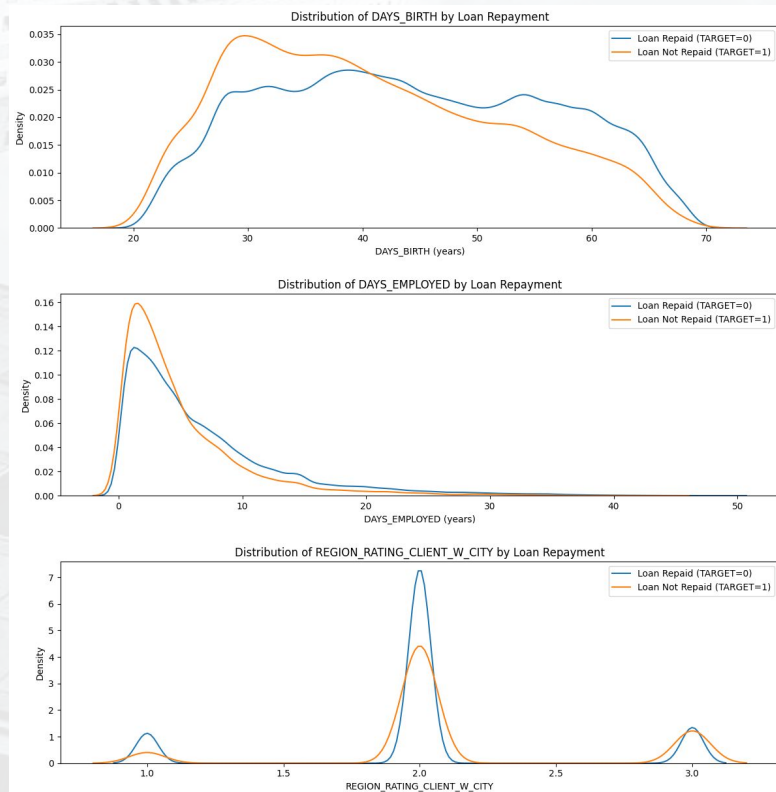 Distribution of DAYS_BIRTH by Loan Repayment
Loan Repaid (TARGET=0)
Loan Not Repaid (TARGET=1)
0.035
0.030
0.025
0.020
0.015
0.010
0.005
0.000
Density
20 30 40 50 60 70
DAYS_BIRTH (years)
Distribution of DAYS_EMPLOYED by Loan Repayment
Loan Repaid (TARGET=0)
Loan Not Repaid (TARGET=1)
0.16
0.14
0.12
0.10
0.08
0.06
0.04
0.02
0.00
Density
0 10 20 30 40 50
DAYS_EMPLOYED (years)
Distribution of REGION_RATING_CLIENT_W_CITY by Loan Repayment
Loan Repaid (TARGET=0)
Loan Not Repaid (TARGET=1)
7
6
5
4
3
2
1
0
Density
1.0 1.5 2.0 2.5 3.0
REGION_RATING_CLIENT_W_CITY